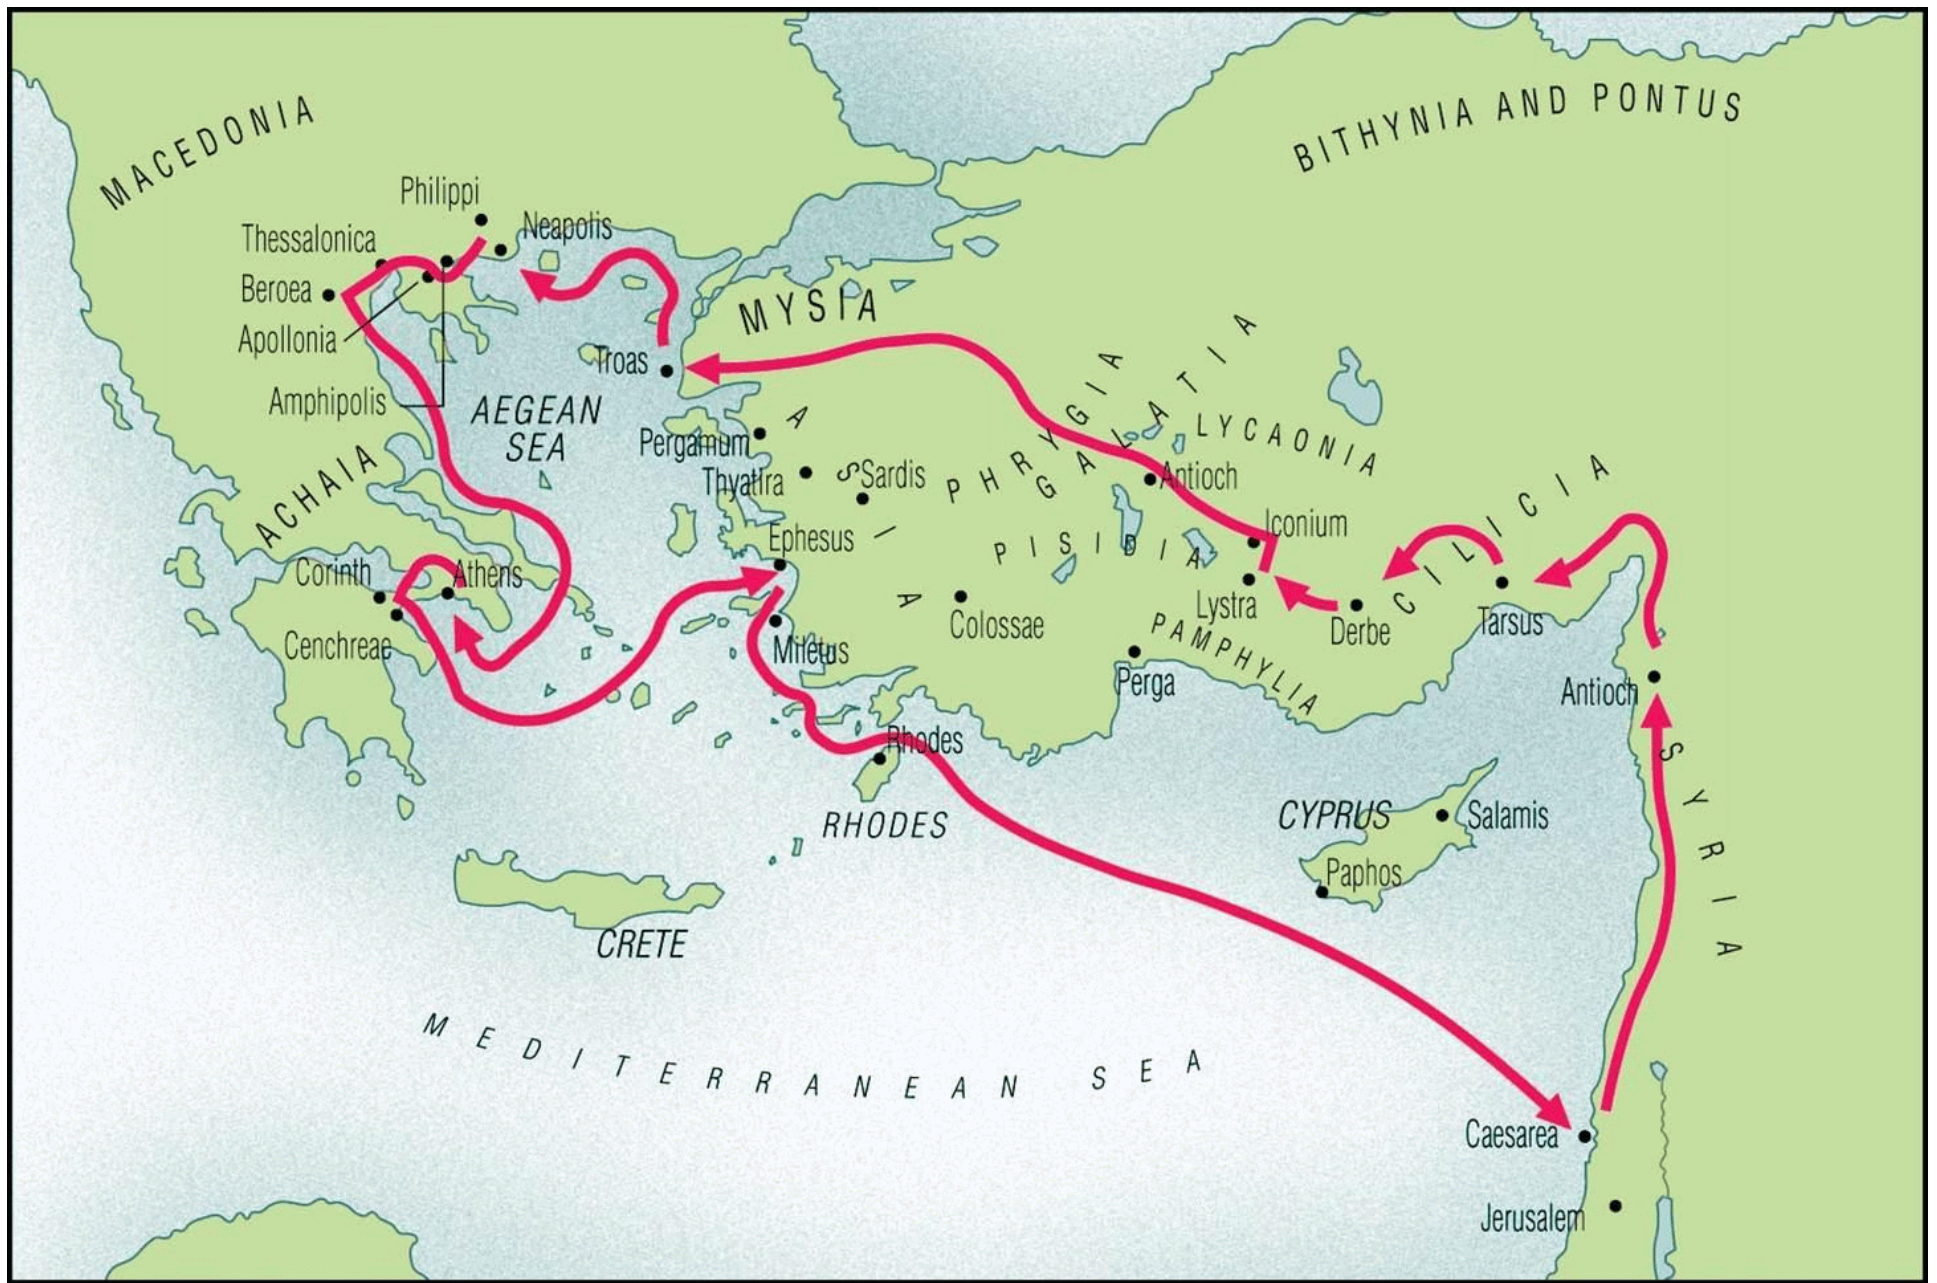 MACEDONIA
BITHYNIA AND PONTUS
Philippi
Neapolis
Thessalonica
Beroea
Apollonia
Amphipolis
MYSIA
Troas
AEGEAN
SEA
PHRYGIA
GALATIA
LYCAONIA
ASIA
Pergamum
Thyatira
Sardis
Antioch
CILICIA
ACHAIA
Ephesus
PISIDIA
Iconium
Corinth
Athens
Cenchreae
Colossae
Lystra
Derbe
Tarsus
Miletus
PAMPHYLIA
Perga
Antioch
Rhodes
RHODES
SYRIA
CYPRUS
Salamis
Paphos
CRETE
MEDITERRANEAN SEA
Caesarea
Jerusalem